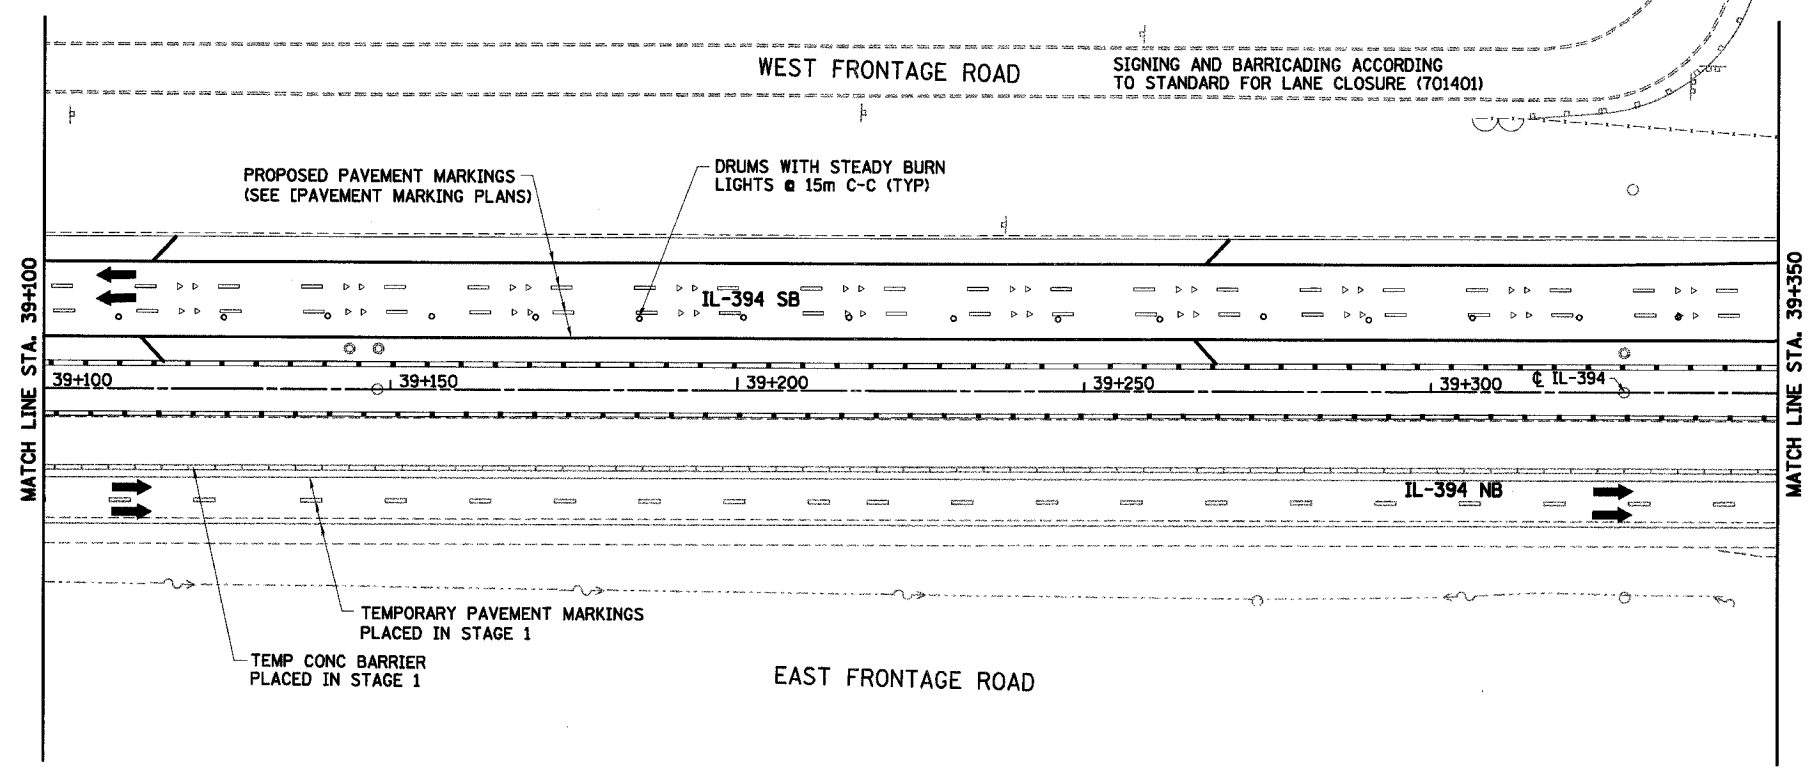 WEST FRONTAGE ROAD
SIGNING AND BARRICADING ACCORDING
TO STANDARD FOR LANE CLOSURE (701401)
PROPOSED PAVEMENT MARKINGS
(SEE [PAVEMENT MARKING PLANS)
DRUMS WITH STEADY BURN
LIGHTS @ 15m C-C (TYP)
MATCH LINE STA. 39+100
IL-394 SB
39+100
39+150
39+200
39+250
39+300
℄ IL-394
MATCH LINE STA. 39+350
IL-394 NB
TEMPORARY PAVEMENT MARKINGS
PLACED IN STAGE 1
TEMP CONC BARRIER
PLACED IN STAGE 1
EAST FRONTAGE ROAD